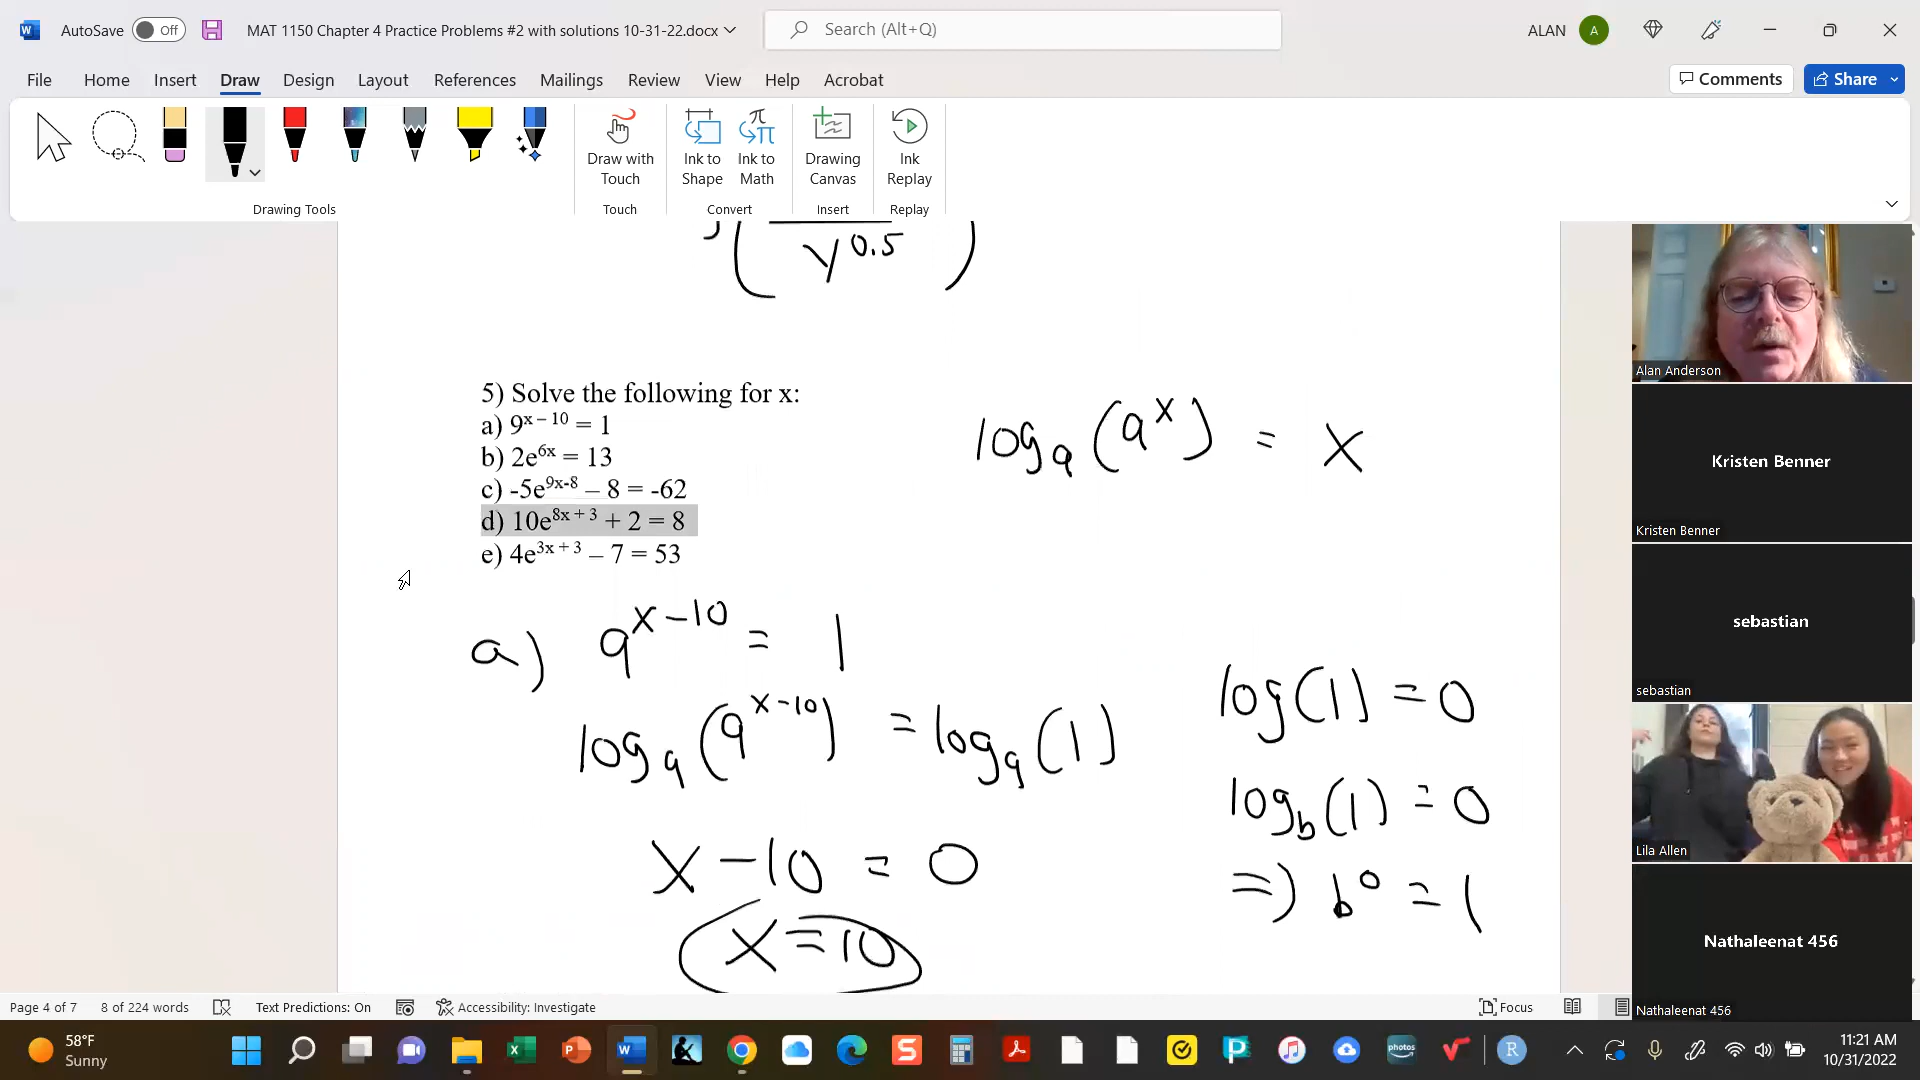 AutoSave Off MAT 1150 Chapter 4 Practice Problems #2 with solutions 10-31-22.docx Search (Alt+Q) ALAN A
File Home Insert Draw Design Layout References Mailings Review View Help Acrobat Comments Share
Draw with Touch
Ink to Shape
Ink to Math
Drawing Canvas
Ink Replay
Drawing Tools Touch Convert Insert Replay
y^0.5
5) Solve the following for x:
a) 9^x – 10 = 1
b) 2e^6x = 13
c) -5e^9x-8 – 8 = -62
d) 10e^8x + 3 + 2 = 8
e) 4e^3x + 3 – 7 = 53
log_9 (9^x) = x
a) 9^x-10 = 1
log_9 (9^x-10) = log_9 (1)
x - 10 = 0
x = 10
log(1) = 0
log_b (1) = 0
=> b^0 = 1
Alan Anderson
Kristen Benner
Kristen Benner
sebastian
sebastian
Lila Allen
Nathaleenat 456
Nathaleenat 456
Page 4 of 7 8 of 224 words Text Predictions: On Accessibility: Investigate Focus
58°F
Sunny
photos
R
11:21 AM
10/31/2022